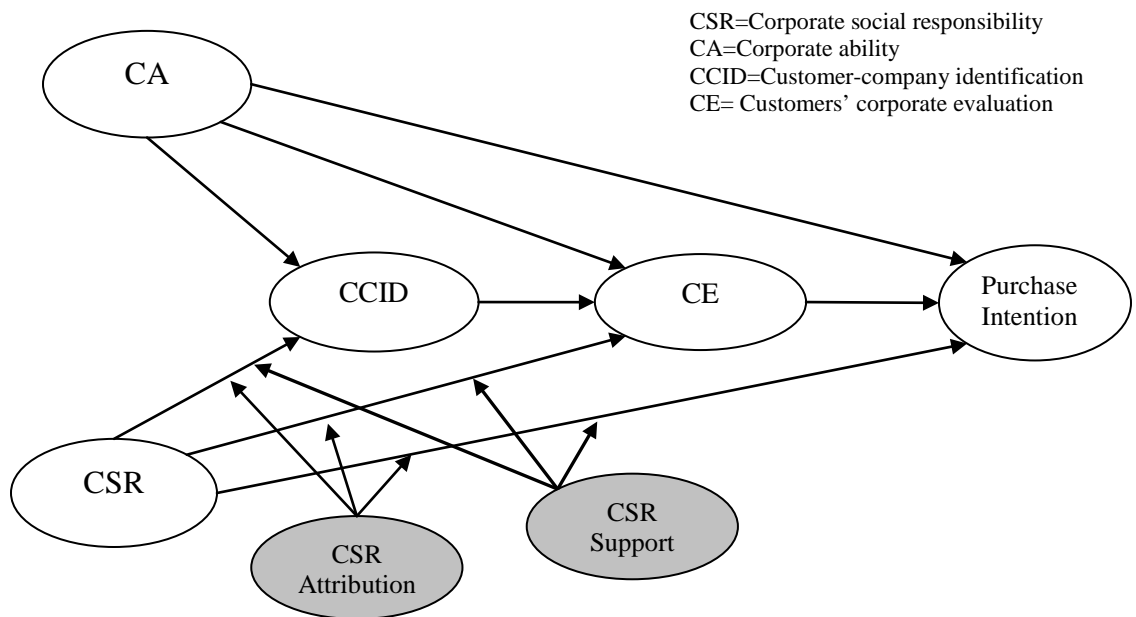 CSR=Corporate social responsibility
CA=Corporate ability
CCID=Customer-company identification
CE= Customers’ corporate evaluation
CA
CCID
CE
Purchase
Intention
CSR
CSR
Support
CSR
Attribution